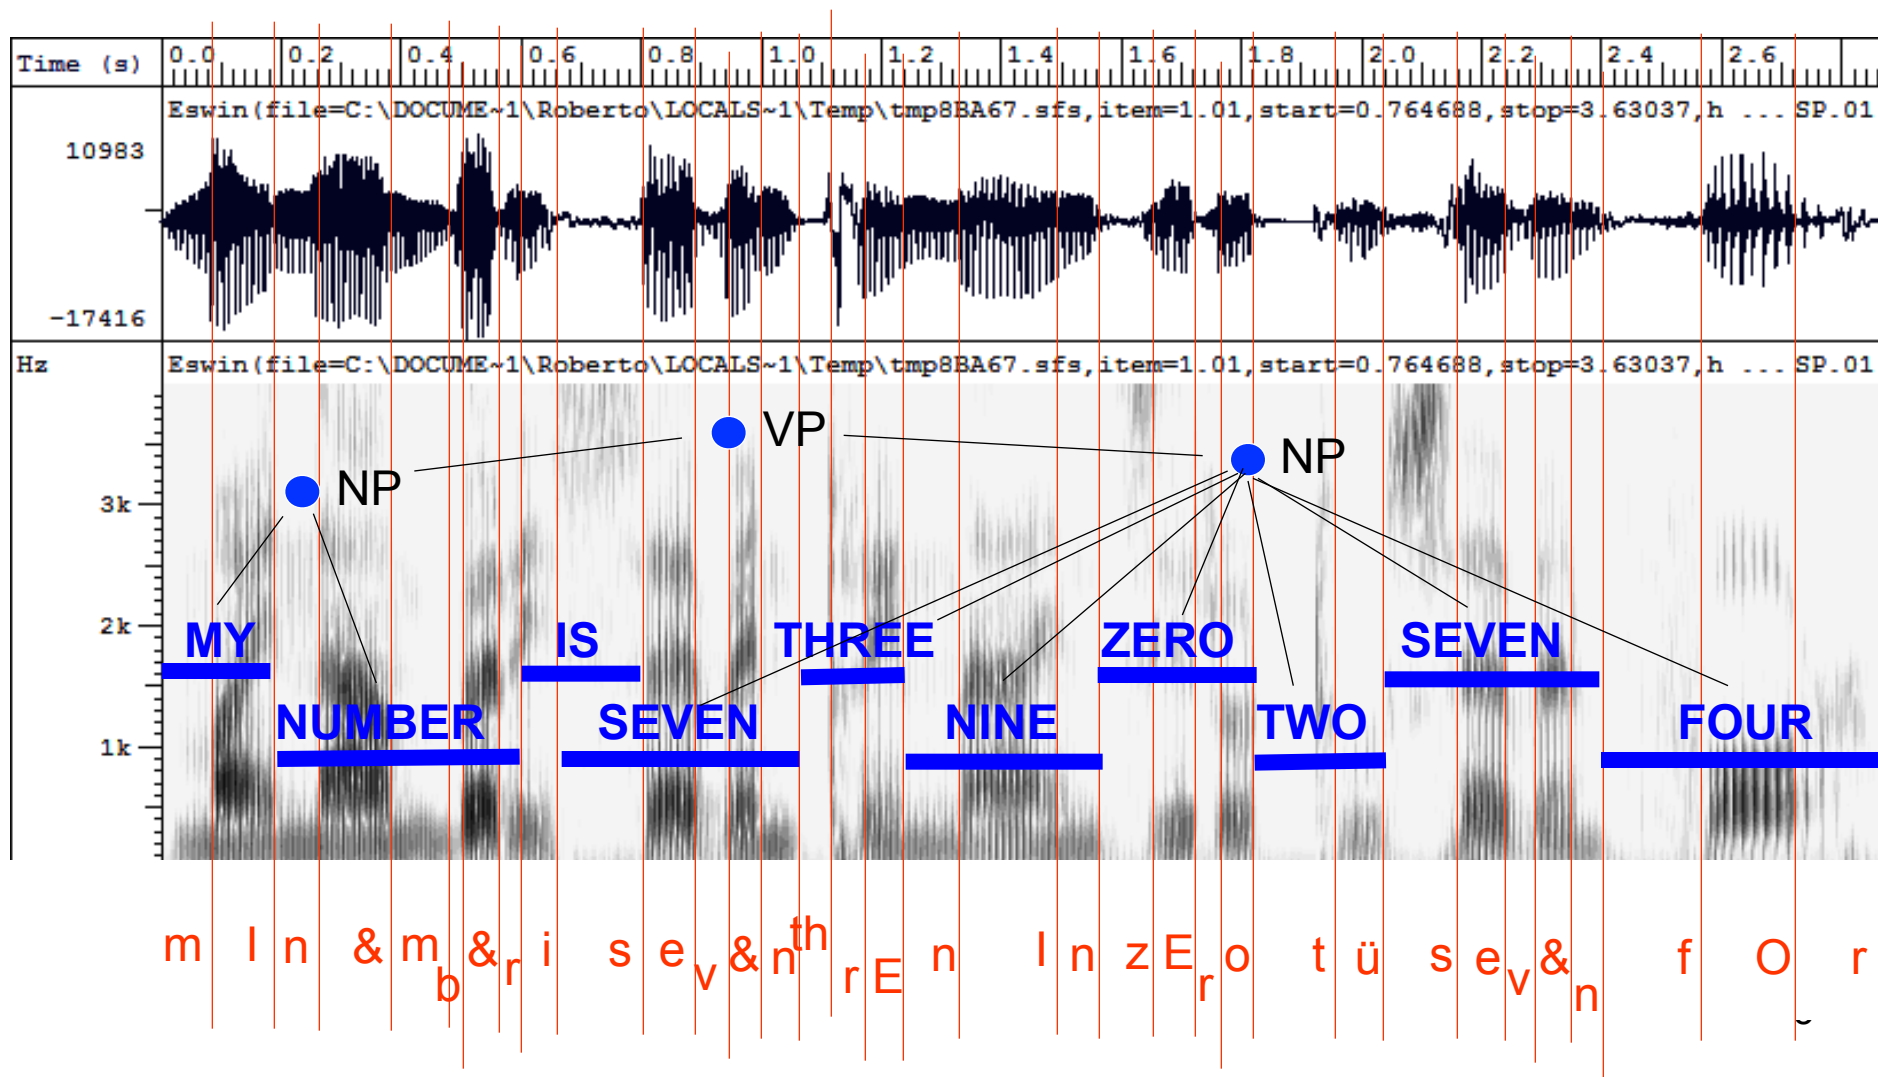 Time (s) 0.0 0.2 0.4 0.6 0.8 1.0 1.2 1.4 1.6 1.8 2.0 2.2 2.4 2.6
Eswin(file=C:\DOCUME~1\Roberto\LOCALS~1\Temp\tmp8BA67.sfs,item=1.01,start=0.764688,stop=3.63037,h ... SP.01
10983
-17416
Hz Eswin(file=C:\DOCUME~1\Roberto\LOCALS~1\Temp\tmp8BA67.sfs,item=1.01,start=0.764688,stop=3.63037,h ... SP.01
VP
NP NP
3k
2k
MY IS THREE ZERO SEVEN
NUMBER SEVEN NINE TWO FOUR
1k
m I n & m b & r i s e v & n th r E n I n z E r o t ü s e v & n f O r